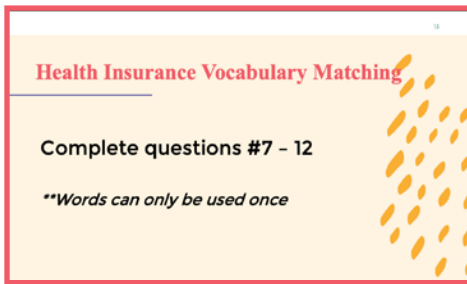 Health Insurance Vocabulary Matching
Complete questions #7 – 12
**Words can only be used once